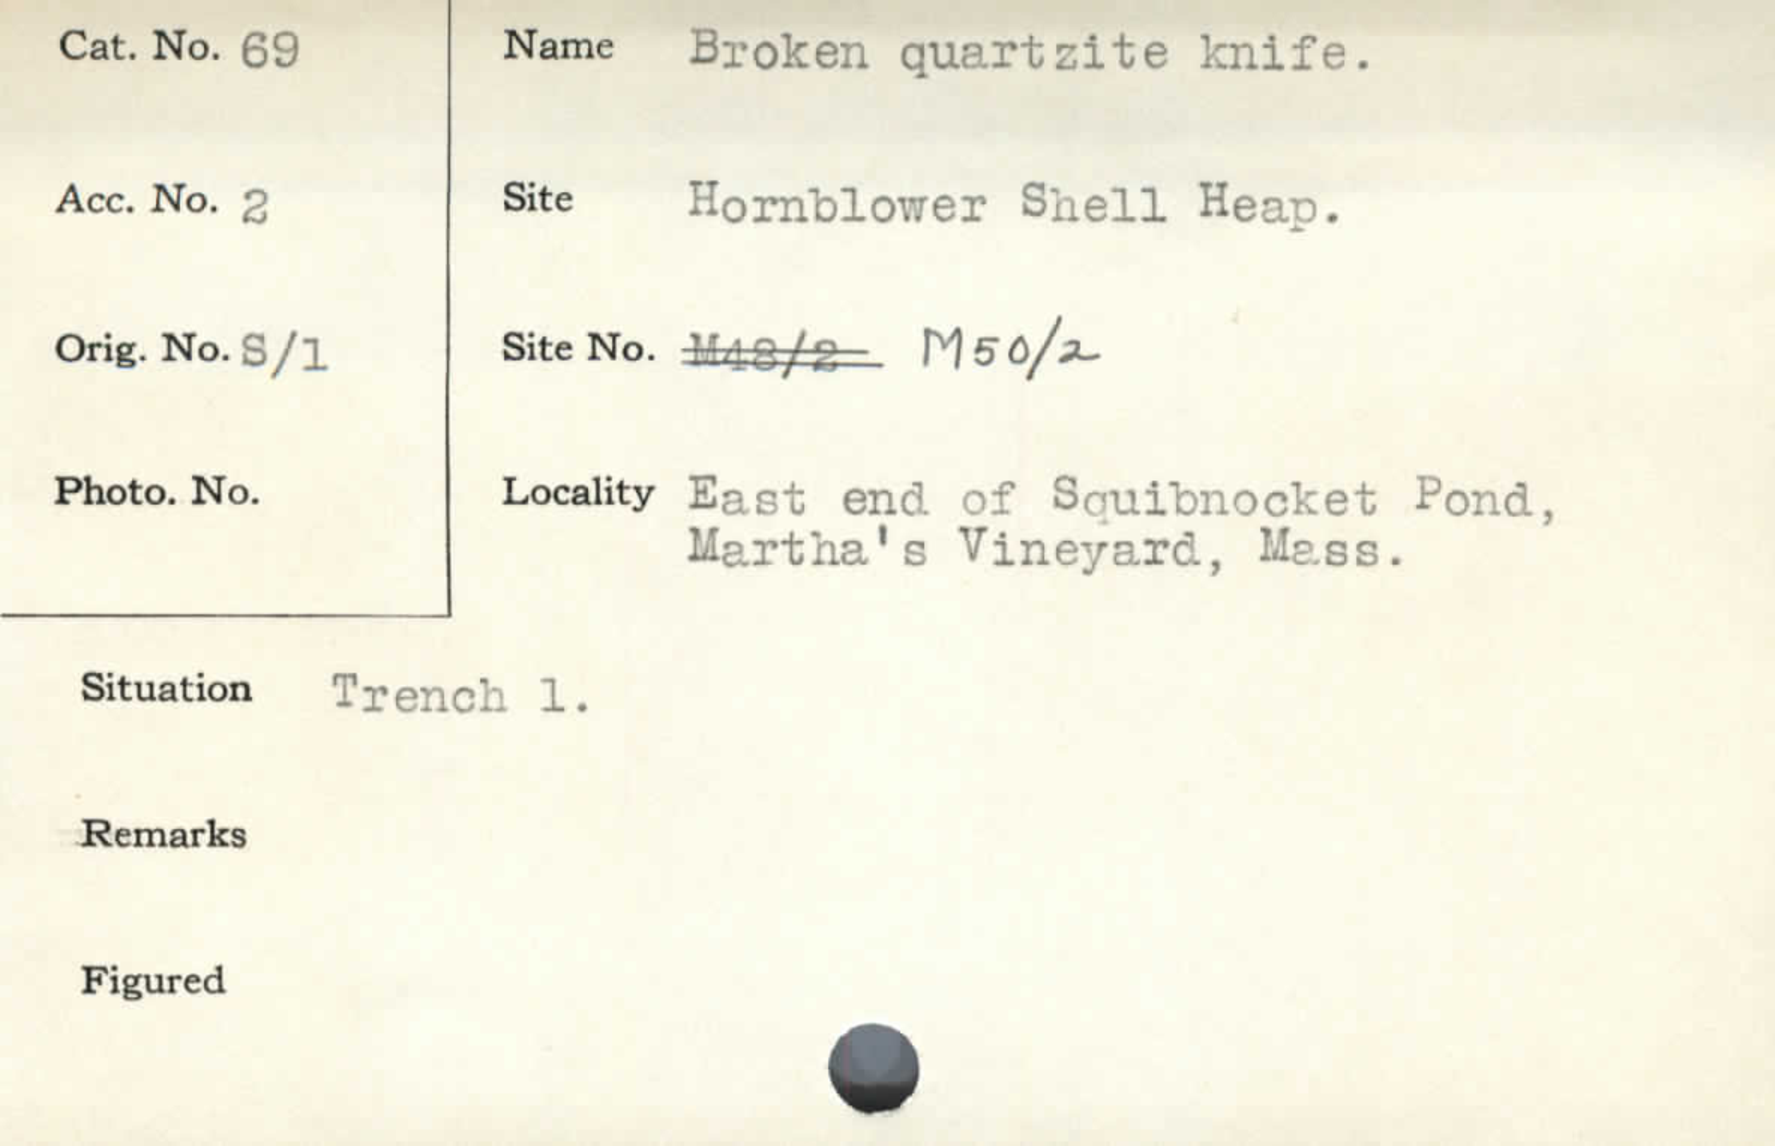 Cat. No. 69
Name Broken quartzite knife.
Acc. No. 2
Site Hornblower Shell Heap.
Orig. No. S/1
Site No. M48/2 M50/2
Photo. No.
Locality East end of Squibnocket Pond,
Martha's Vineyard, Mass.
Situation Trench 1.
Remarks
Figured